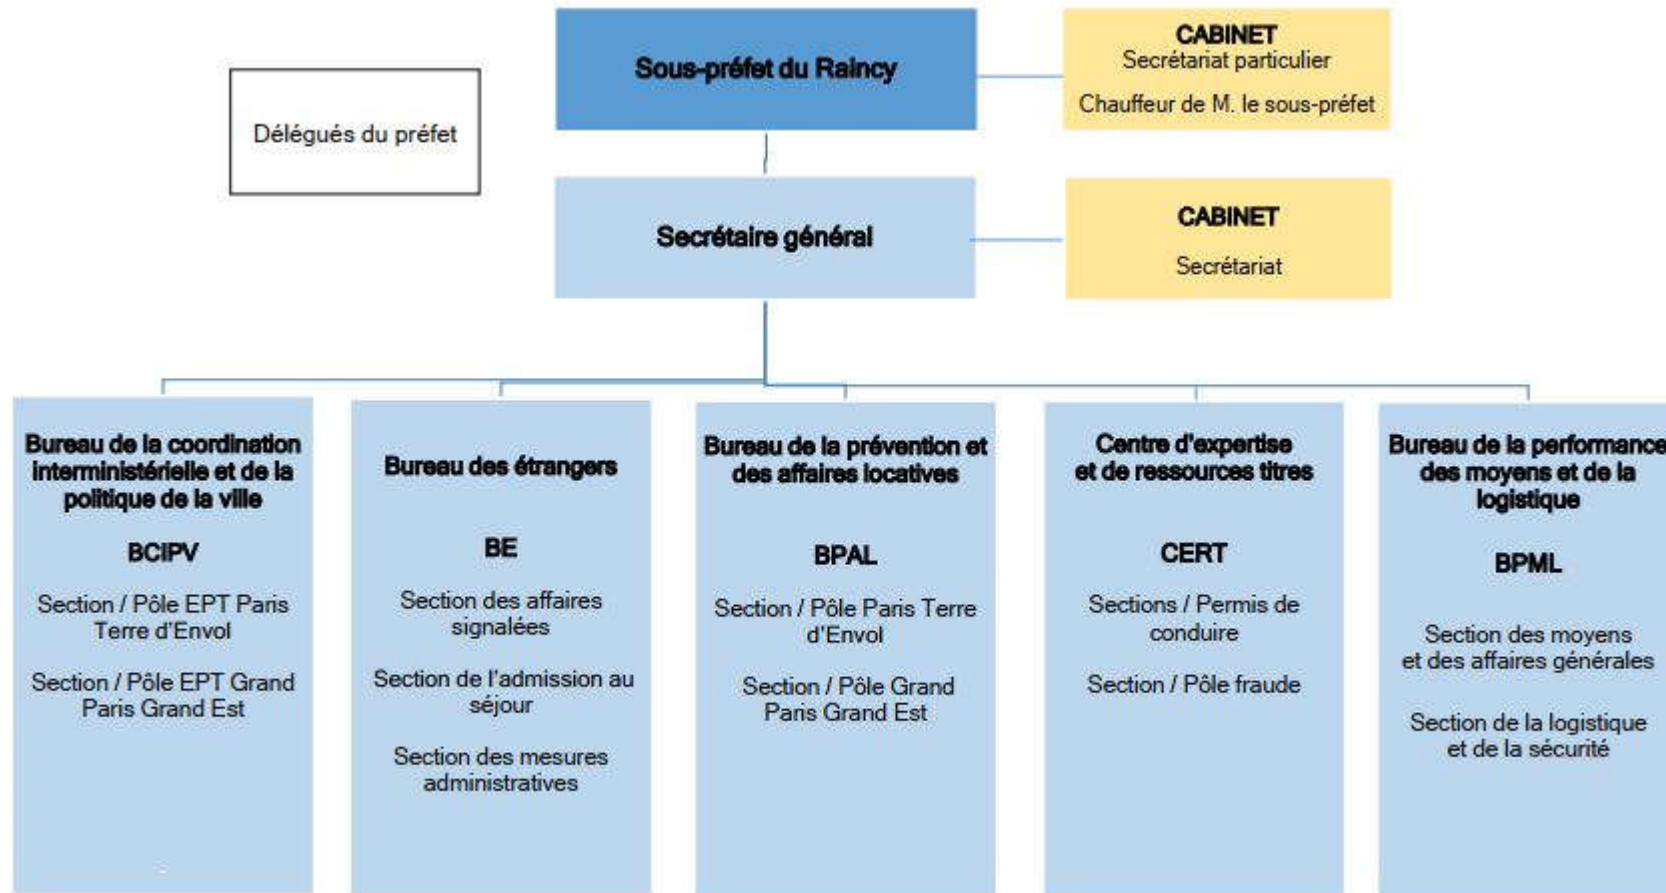 Délégués du préfet
Sous-préfet du Raincy
CABINET
Secrétariat particulier
Chauffeur de M. le sous-préfet
Secrétaire général
CABINET
Secrétariat
Bureau de la coordination
interministérielle et de la
politique de la ville
BCIPV
Section / Pôle EPT Paris
Terre d'Envol
Section / Pôle EPT Grand
Paris Grand Est
Bureau des étrangers
BE
Section des affaires
signalées
Section de l'admission au
séjour
Section des mesures
administratives
Bureau de la prévention et
des affaires locatives
BPAL
Section / Pôle Paris Terre
d'Envol
Section / Pôle Grand
Paris Grand Est
Centre d'expertise
et de ressources titres
CERT
Sections / Permis de
conduire
Section / Pôle fraude
Bureau de la performance
des moyens et de la
logistique
BPML
Section des moyens
et des affaires générales
Section de la logistique
et de la sécurité